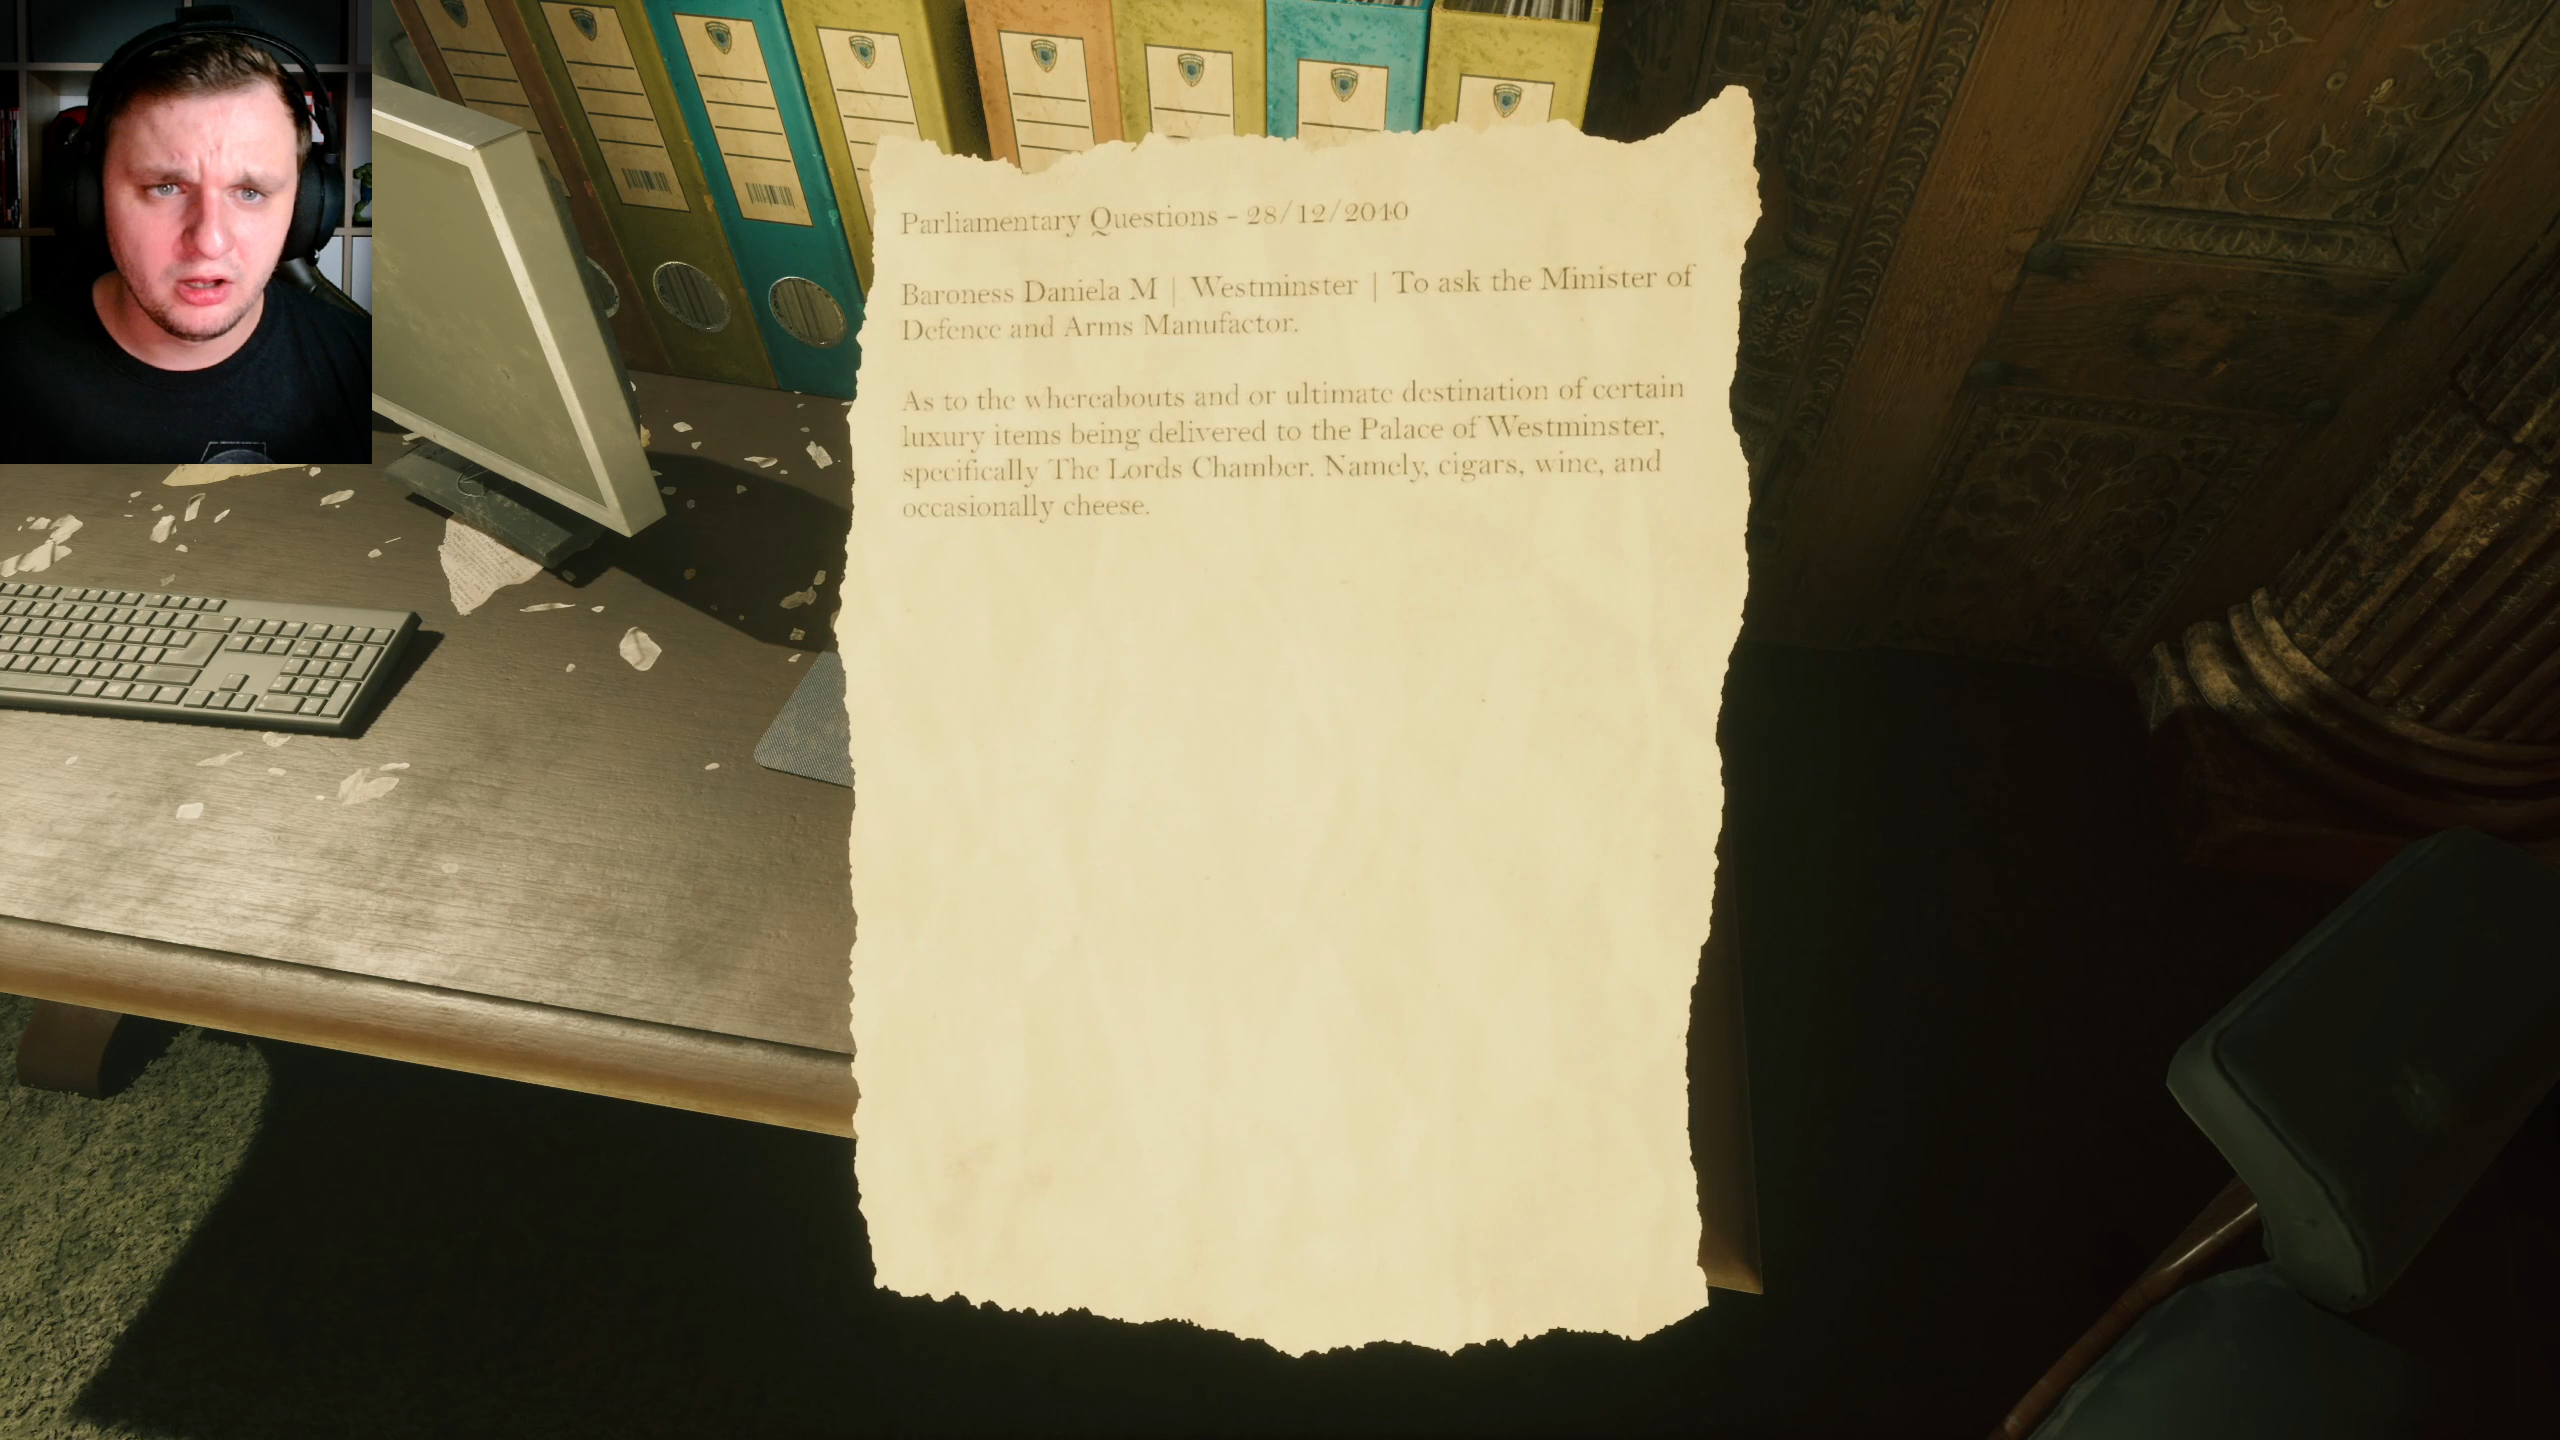 Parliamentary Questions - 28/12/2010
Baroness Daniela M | Westminster | To ask the Minister of
Defence and Arms Manufactor.
As to the whereabouts and or ultimate destination of certain
luxury items being delivered to the Palace of Westminster,
specifically The Lords Chamber. Namely, cigars, wine, and
occasionally cheese.